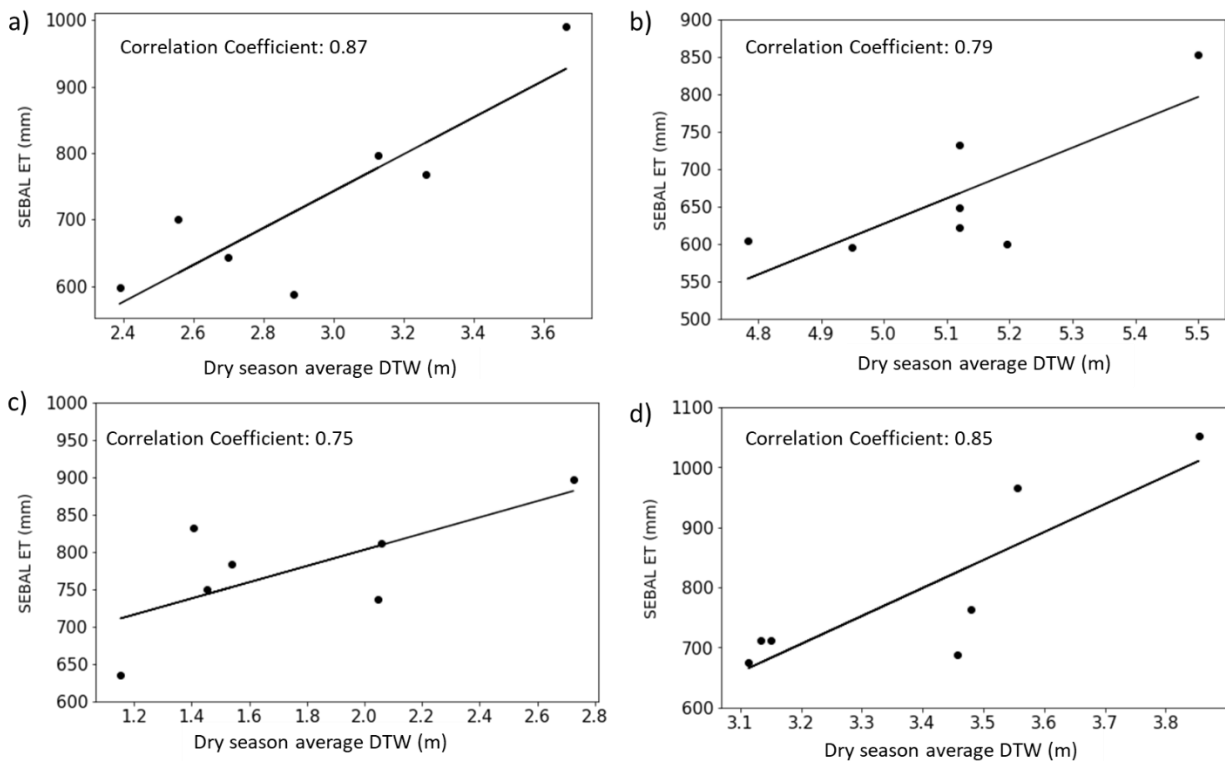 a)
Correlation Coefficient: 0.87
SEBAL ET (mm)
1000
900
800
700
600
2.4 2.6 2.8 3.0 3.2 3.4 3.6
Dry season average DTW (m)
b)
Correlation Coefficient: 0.79
SEBAL ET (mm)
900
850
800
750
700
650
600
550
500
4.8 4.9 5.0 5.1 5.2 5.3 5.4 5.5
Dry season average DTW (m)
c)
Correlation Coefficient: 0.75
SEBAL ET (mm)
1000
950
900
850
800
750
700
650
600
1.2 1.4 1.6 1.8 2.0 2.2 2.4 2.6 2.8
Dry season average DTW (m)
d)
Correlation Coefficient: 0.85
SEBAL ET (mm)
1100
1000
900
800
700
600
3.1 3.2 3.3 3.4 3.5 3.6 3.7 3.8
Dry season average DTW (m)